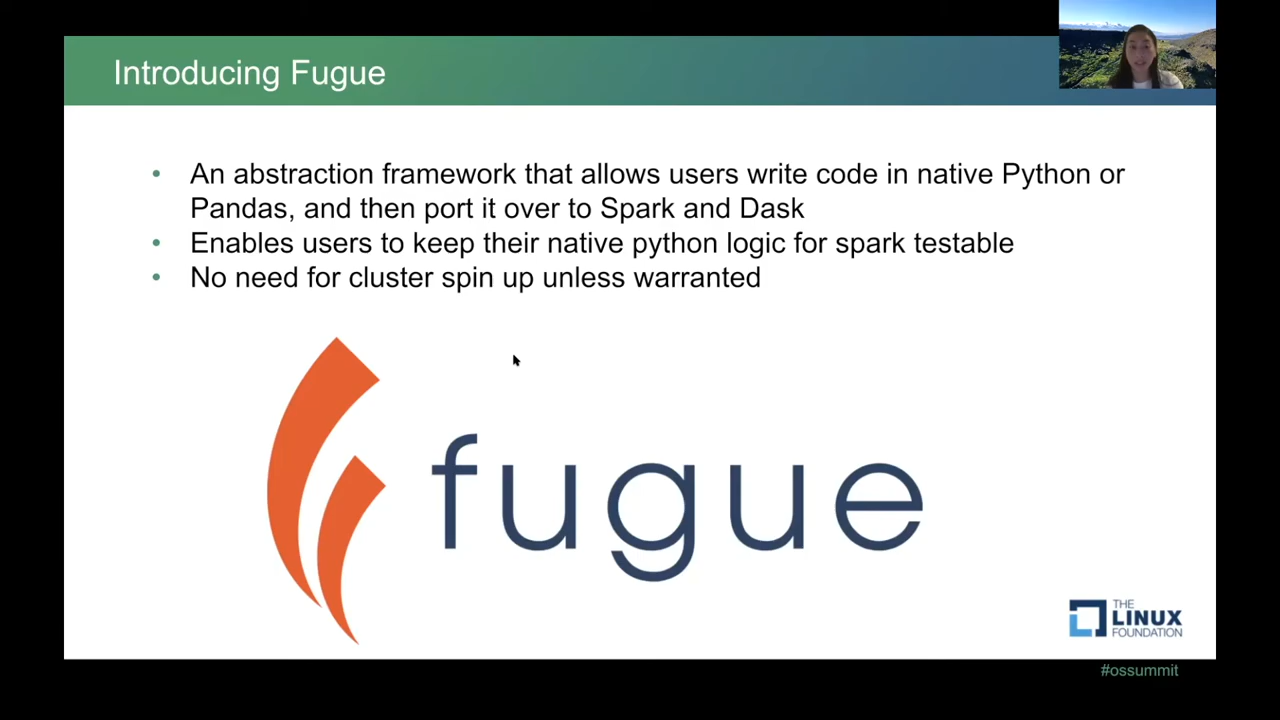 Introducing Fugue
• An abstraction framework that allows users write code in native Python or
Pandas, and then port it over to Spark and Dask
• Enables users to keep their native python logic for spark testable
• No need for cluster spin up unless warranted
fugue
THE
LINUX
FOUNDATION
#ossummit